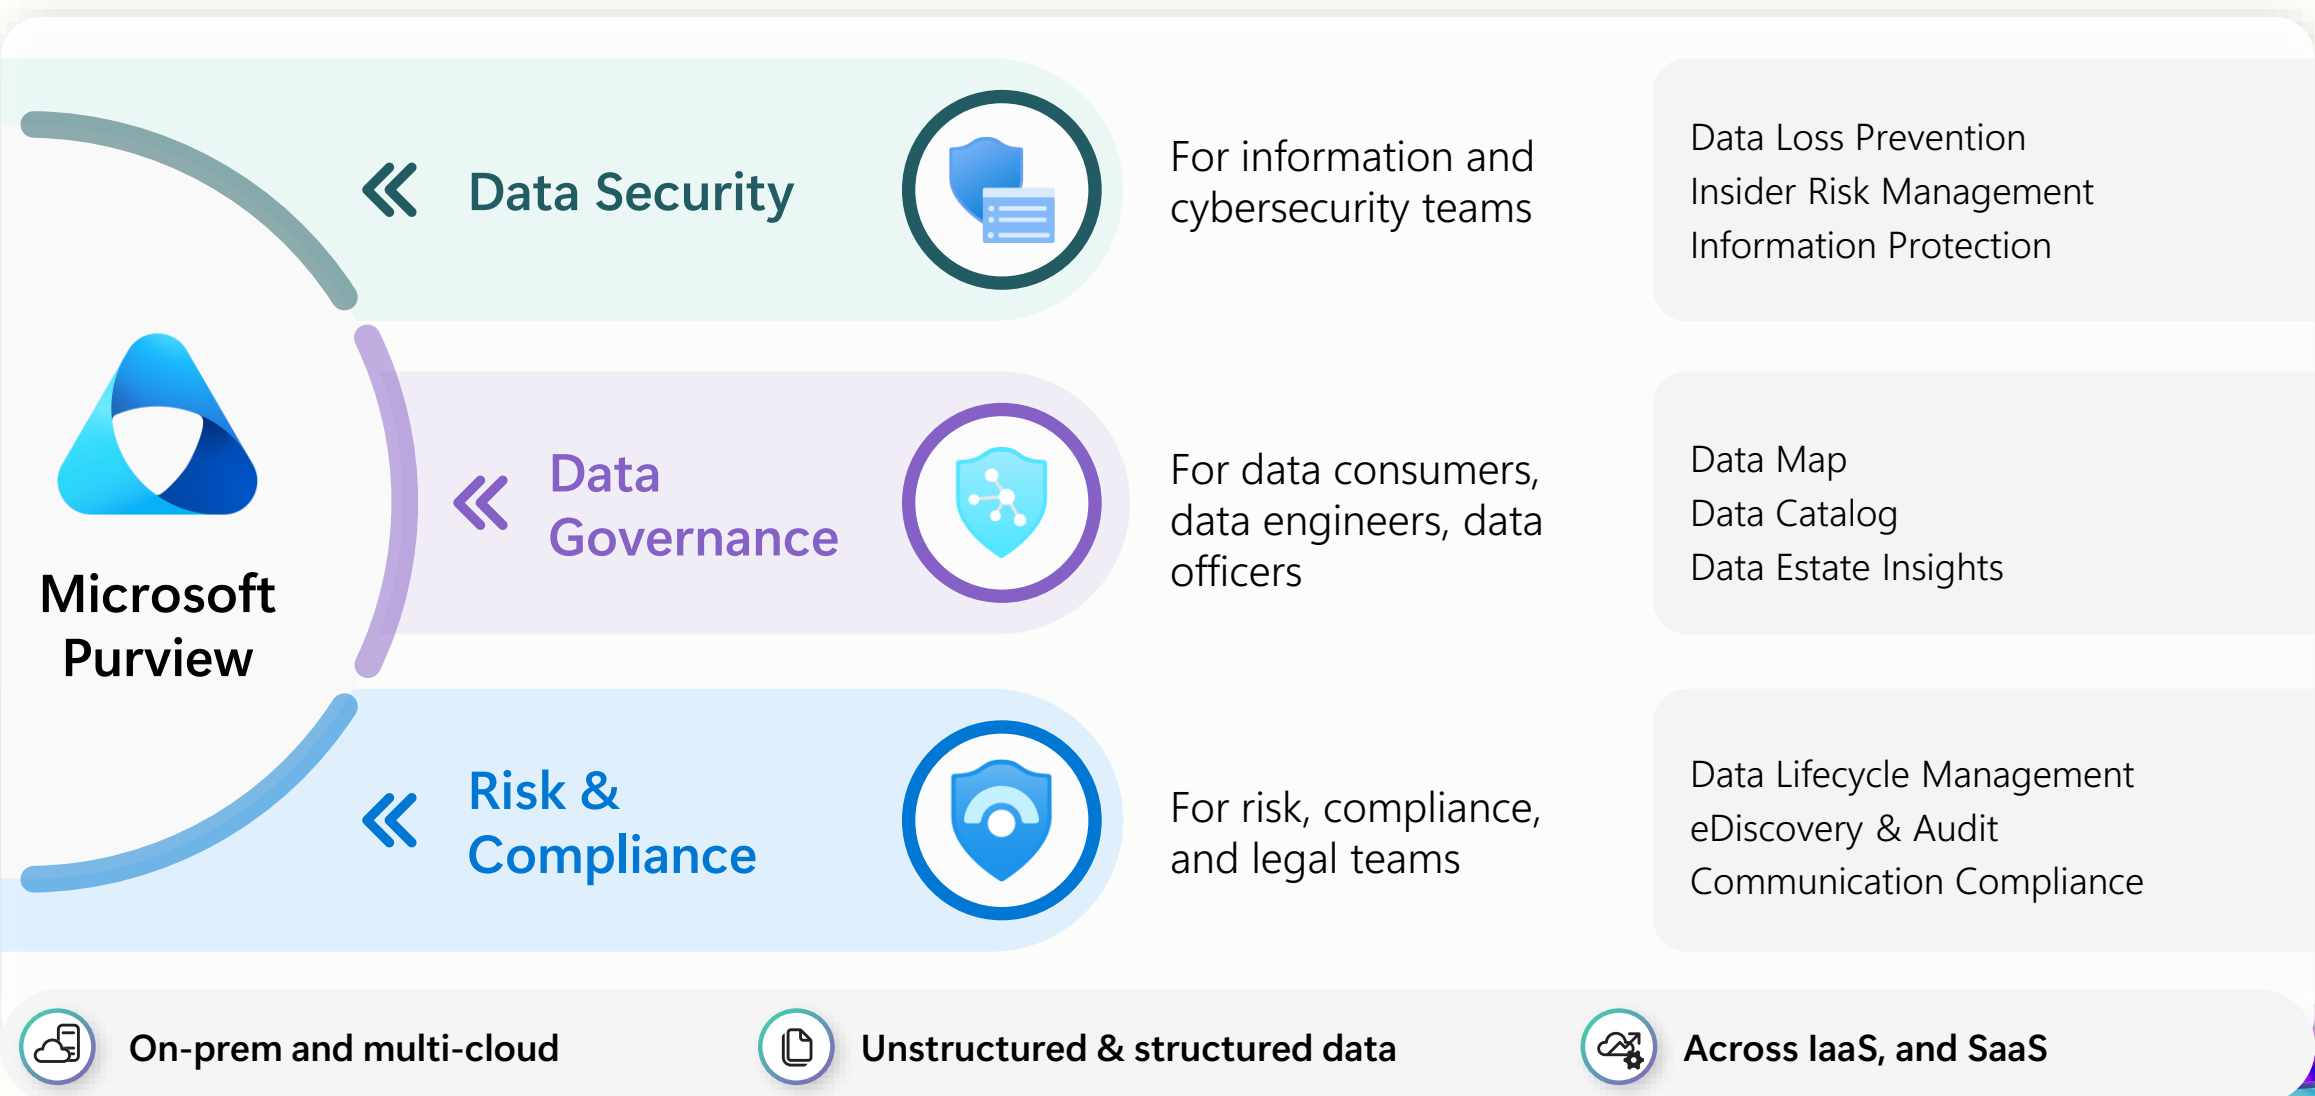 Microsoft
Purview
Data Security
For information and
cybersecurity teams
Data Loss Prevention
Insider Risk Management
Information Protection
Data
Governance
For data consumers,
data engineers, data
officers
Data Map
Data Catalog
Data Estate Insights
Risk &
Compliance
For risk, compliance,
and legal teams
Data Lifecycle Management
eDiscovery & Audit
Communication Compliance
On-prem and multi-cloud
Unstructured & structured data
Across IaaS, and SaaS